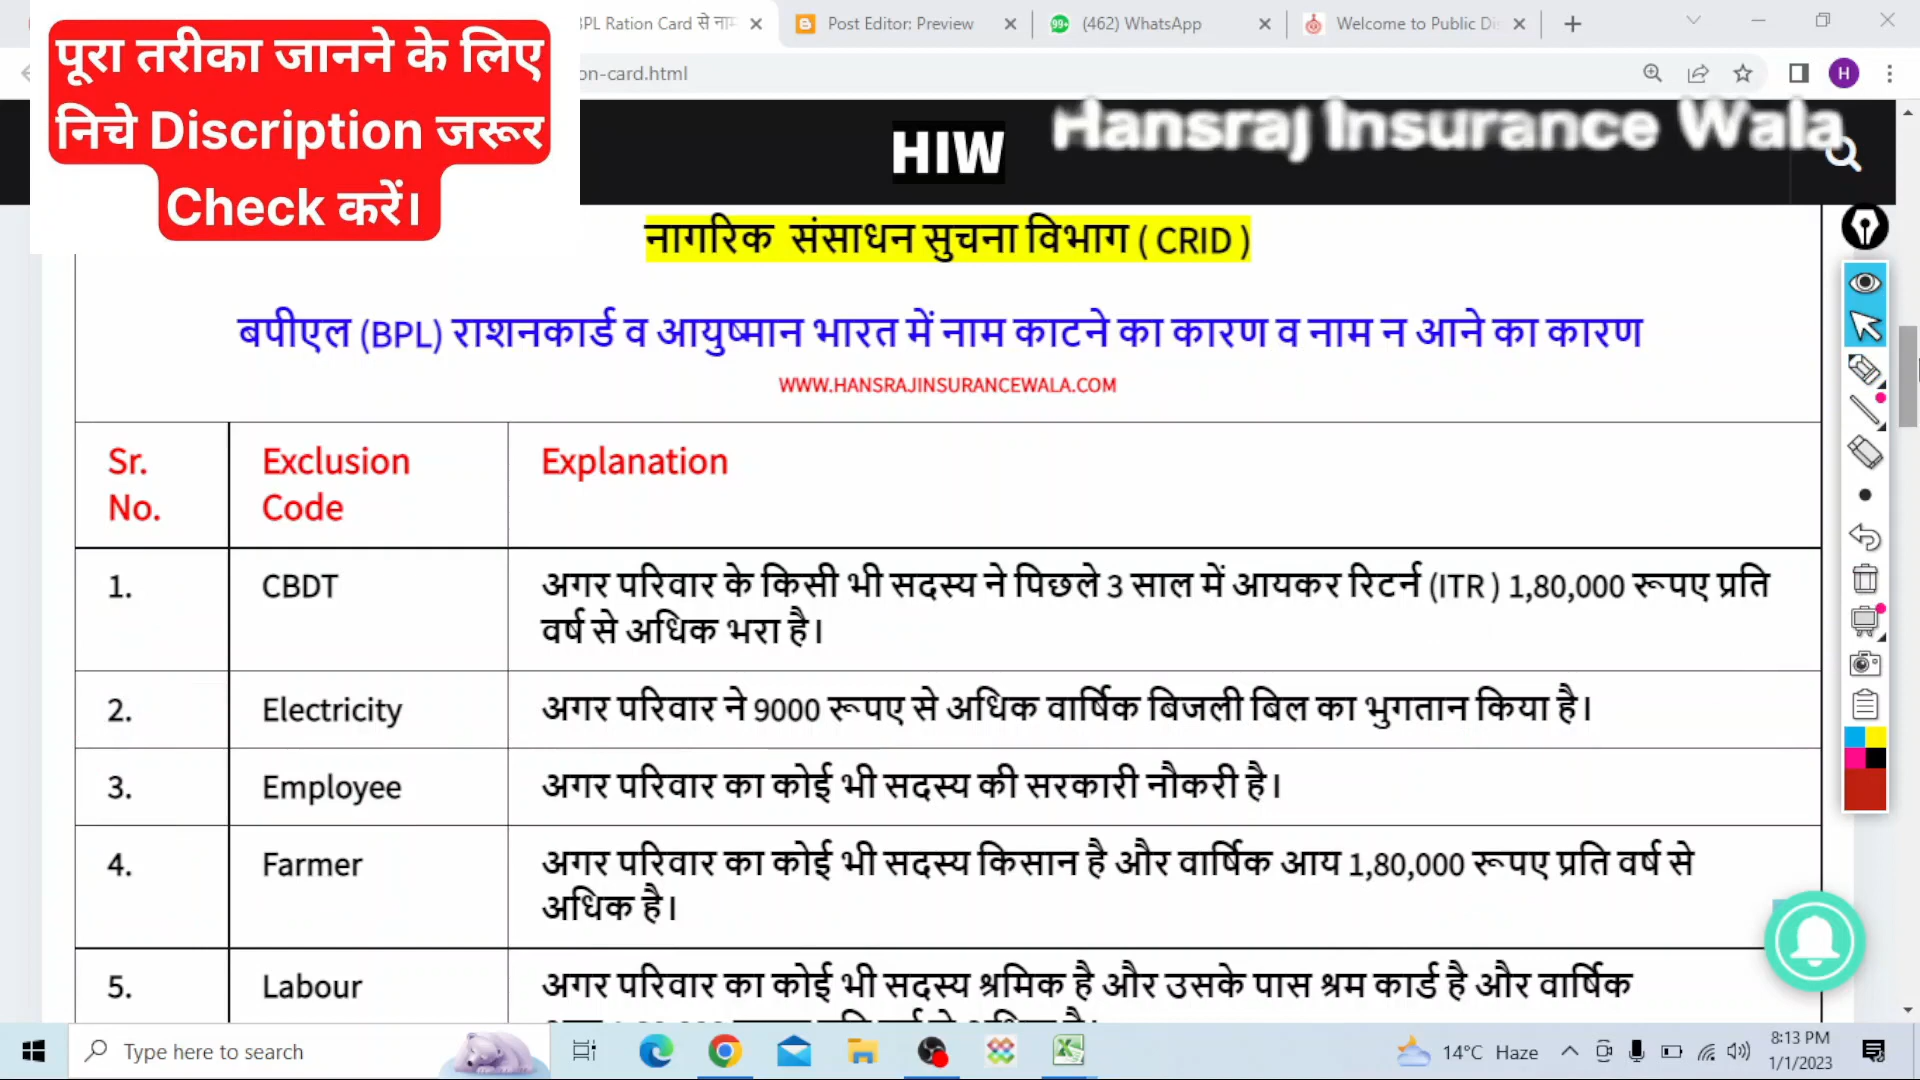 BPL Ration Card से नाम
Post Editor: Preview
(462) WhatsApp
Welcome to Public Di
on-card.html
H
पूरा तरीका जानने के लिए
निचे Discription जरूर
Check करें।
HIW
Hansraj Insurance Wala
नागरिक संसाधन सुचना विभाग ( CRID )
बपीएल (BPL) राशनकार्ड व आयुष्मान भारत में नाम काटने का कारण व नाम न आने का कारण
WWW.HANSRAJINSURANCEWALA.COM
Sr. No. Exclusion Code Explanation
1. CBDT अगर परिवार के किसी भी सदस्य ने पिछले 3 साल में आयकर रिटर्न (ITR ) 1,80,000 रूपए प्रति
वर्ष से अधिक भरा है।
2. Electricity अगर परिवार ने 9000 रूपए से अधिक वार्षिक बिजली बिल का भुगतान किया है।
3. Employee अगर परिवार का कोई भी सदस्य की सरकारी नौकरी है।
4. Farmer अगर परिवार का कोई भी सदस्य किसान है और वार्षिक आय 1,80,000 रूपए प्रति वर्ष से
अधिक है।
5. Labour अगर परिवार का कोई भी सदस्य श्रमिक है और उसके पास श्रम कार्ड है और वार्षिक
Type here to search
14°C Haze
8:13 PM
1/1/2023